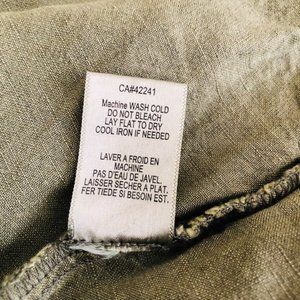 CA#42241
Machine WASH COLD
DO NOT BLEACH
LAY FLAT TO DRY
COOL IRON IF NEEDED
LAVER A FROID EN
MACHINE
PAS D'EAU DE JAVEL.
LAISSER SECHER A PLAT.
FER TIEDE SI BESOIN EST.